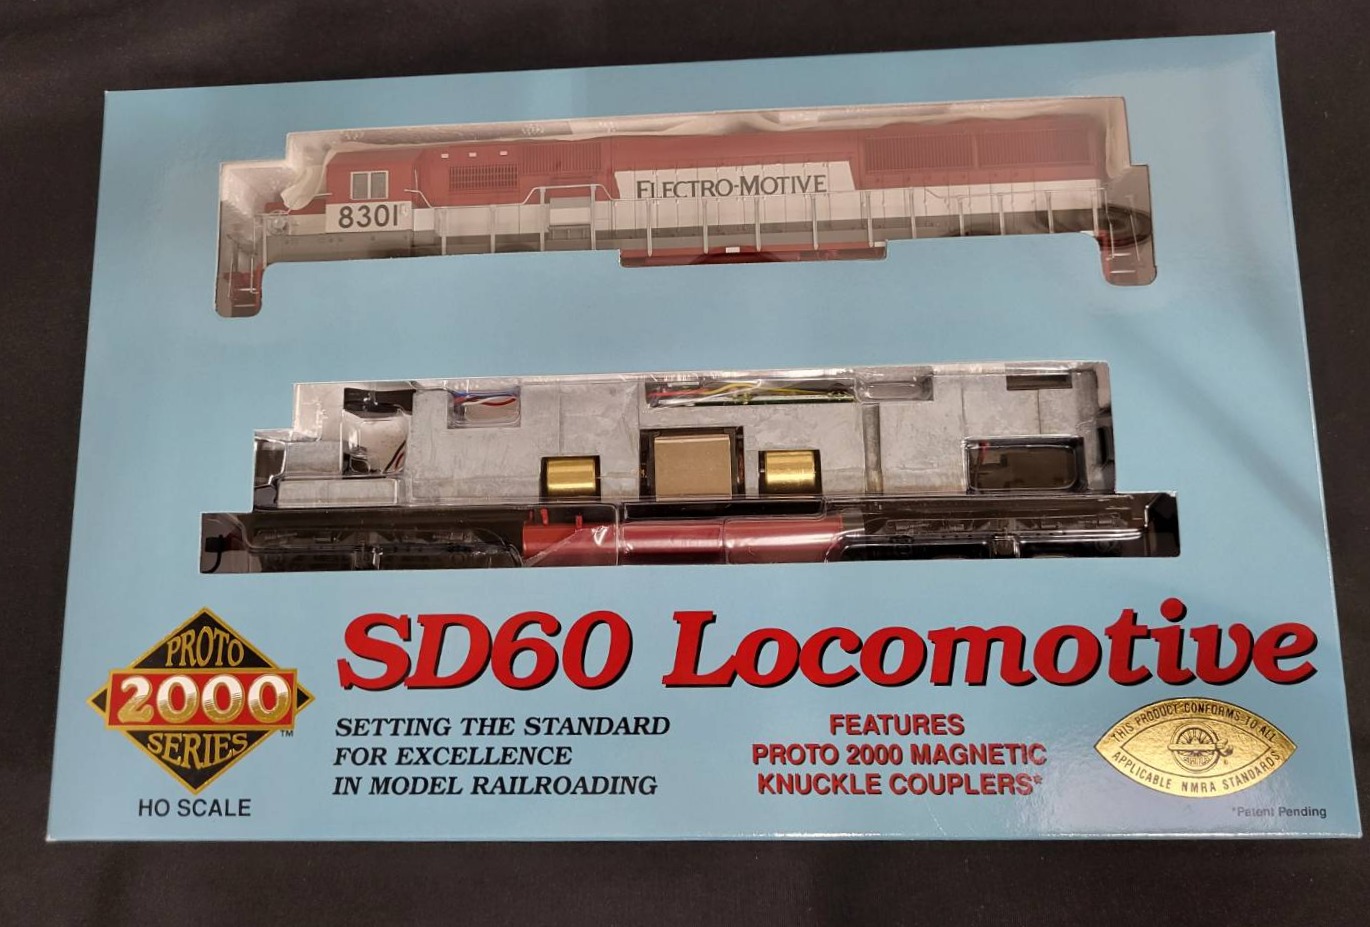 ELECTRO-MOTIVE
8301
SD60 Locomotive
PROTO
2000
SERIES
TM
HO SCALE
SETTING THE STANDARD
FOR EXCELLENCE
IN MODEL RAILROADING
FEATURES
PROTO 2000 MAGNETIC
KNUCKLE COUPLERS*
THIS PRODUCT CONFORMS TO ALL
APPLICABLE NMRA STANDARDS
*Patent Pending